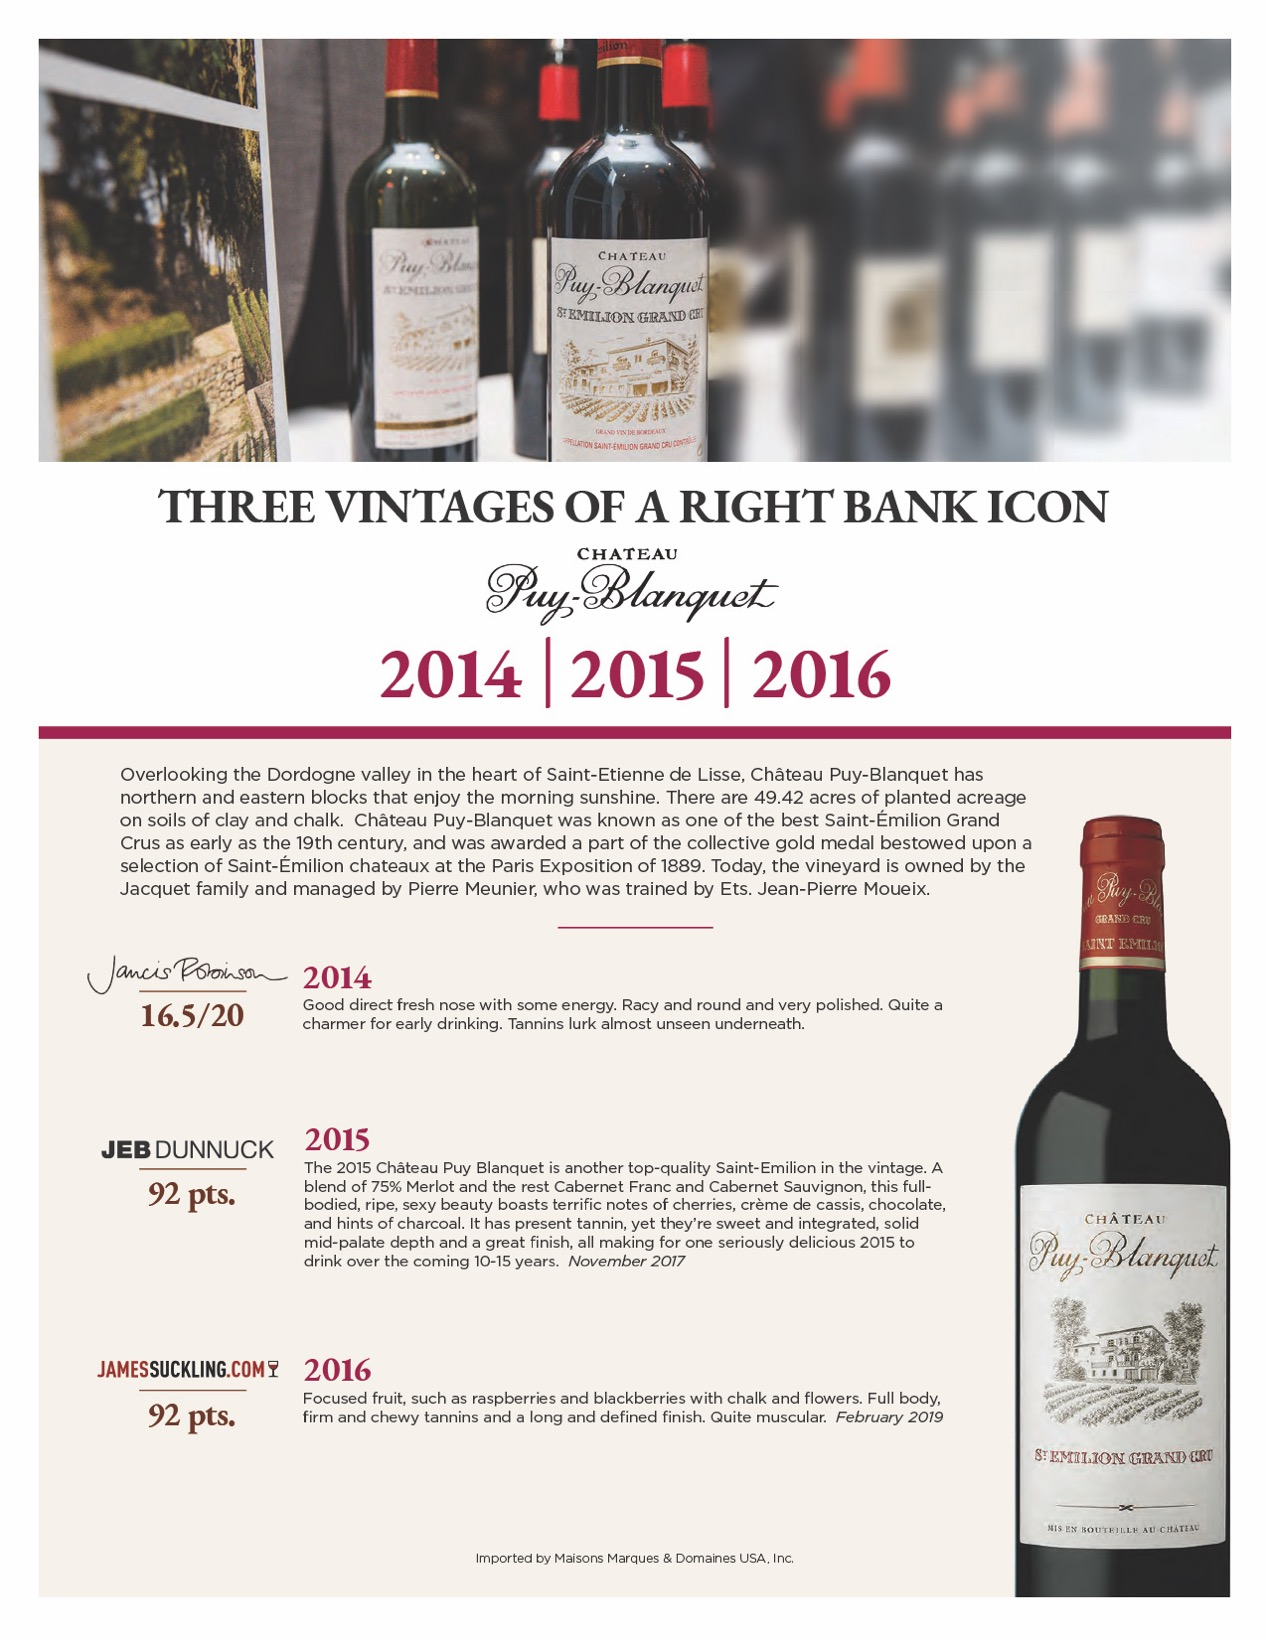 CHATEAU
Puy-Blanquet
ST EMILION GRAND CRU
GRAND VIN DE BORDEAUX
APPELLATION SAINT-ÉMILION GRAND CRU CONTRÔLÉE
CHATEAU
Puy-Blan
THREE VINTAGES OF A RIGHT BANK ICON
CHATEAU
Puy-Blanquet
2014 | 2015 | 2016
Overlooking the Dordogne valley in the heart of Saint-Etienne de Lisse, Château Puy-Blanquet has
northern and eastern blocks that enjoy the morning sunshine. There are 49.42 acres of planted acreage
on soils of clay and chalk.  Château Puy-Blanquet was known as one of the best Saint-Émilion Grand
Crus as early as the 19th century, and was awarded a part of the collective gold medal bestowed upon a
selection of Saint-Émilion chateaux at the Paris Exposition of 1889. Today, the vineyard is owned by the
Jacquet family and managed by Pierre Meunier, who was trained by Ets. Jean-Pierre Moueix.
Jancis Robinson
16.5/20
2014
Good direct fresh nose with some energy. Racy and round and very polished. Quite a
charmer for early drinking. Tannins lurk almost unseen underneath.
JEB DUNNUCK
92 pts.
2015
The 2015 Château Puy Blanquet is another top-quality Saint-Emilion in the vintage. A
blend of 75% Merlot and the rest Cabernet Franc and Cabernet Sauvignon, this full-
bodied, ripe, sexy beauty boasts terrific notes of cherries, crème de cassis, chocolate,
and hints of charcoal. It has present tannin, yet they're sweet and integrated, solid
mid-palate depth and a great finish, all making for one seriously delicious 2015 to
drink over the coming 10-15 years.  November 2017
JAMESSUCKLING.COM
92 pts.
2016
Focused fruit, such as raspberries and blackberries with chalk and flowers. Full body,
firm and chewy tannins and a long and defined finish. Quite muscular.  February 2019
Puy-Bla
GRAND CRU
SAINT EMILIO
CHÂTEAU
Puy-Blanquet
ST EMILION GRAND CRU
MIS EN BOUTEILLE AU CHATEAU
Imported by Maisons Marques & Domaines USA, Inc.